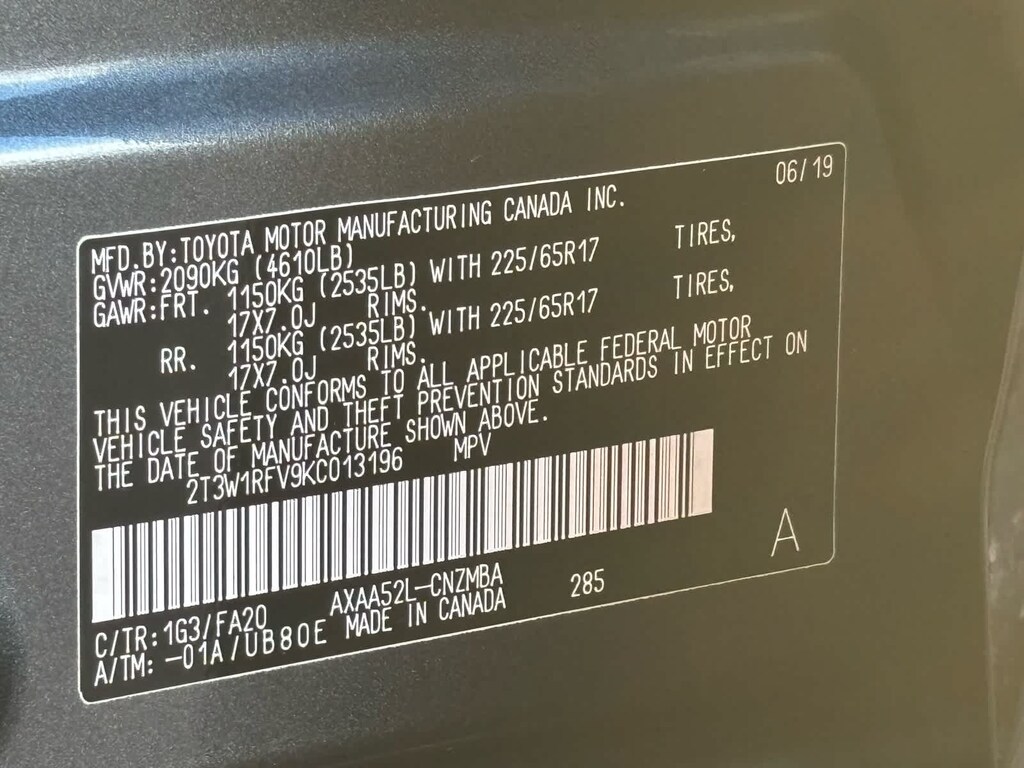 06/19
MFD.BY:TOYOTA MOTOR MANUFACTURING CANADA INC.
GVWR:2090KG (4610LB)
GAWR:FRT. 1150KG (2535LB) WITH 225/65R17 TIRES,
17X7.0J RIMS.
RR. 1150KG (2535LB) WITH 225/65R17 TIRES,
17X7.0J RIMS.
THIS VEHICLE CONFORMS TO ALL APPLICABLE FEDERAL MOTOR
VEHICLE SAFETY AND THEFT PREVENTION STANDARDS IN EFFECT ON
THE DATE OF MANUFACTURE SHOWN ABOVE.
2T3W1RFV9KC013196 MPV
A
C/TR:1G3/FA20 AXAA52L-CNZMBA 285
A/TM: -01A/UB80E MADE IN CANADA